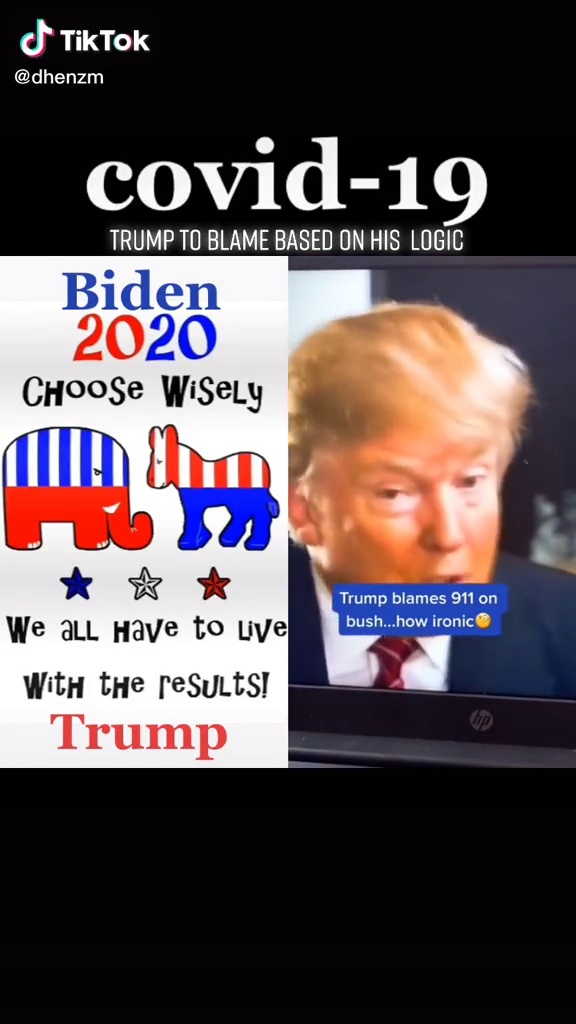 TikTok
@dhenzm
covid-19
TRUMP TO BLAME BASED ON HIS LOGIC
Biden
2020
CHOOSE WISELY
WE ALL HAVE TO LIVE
WITH THE RESULTS!
Trump
Trump blames 911 on
bush...how ironic🧐
hp